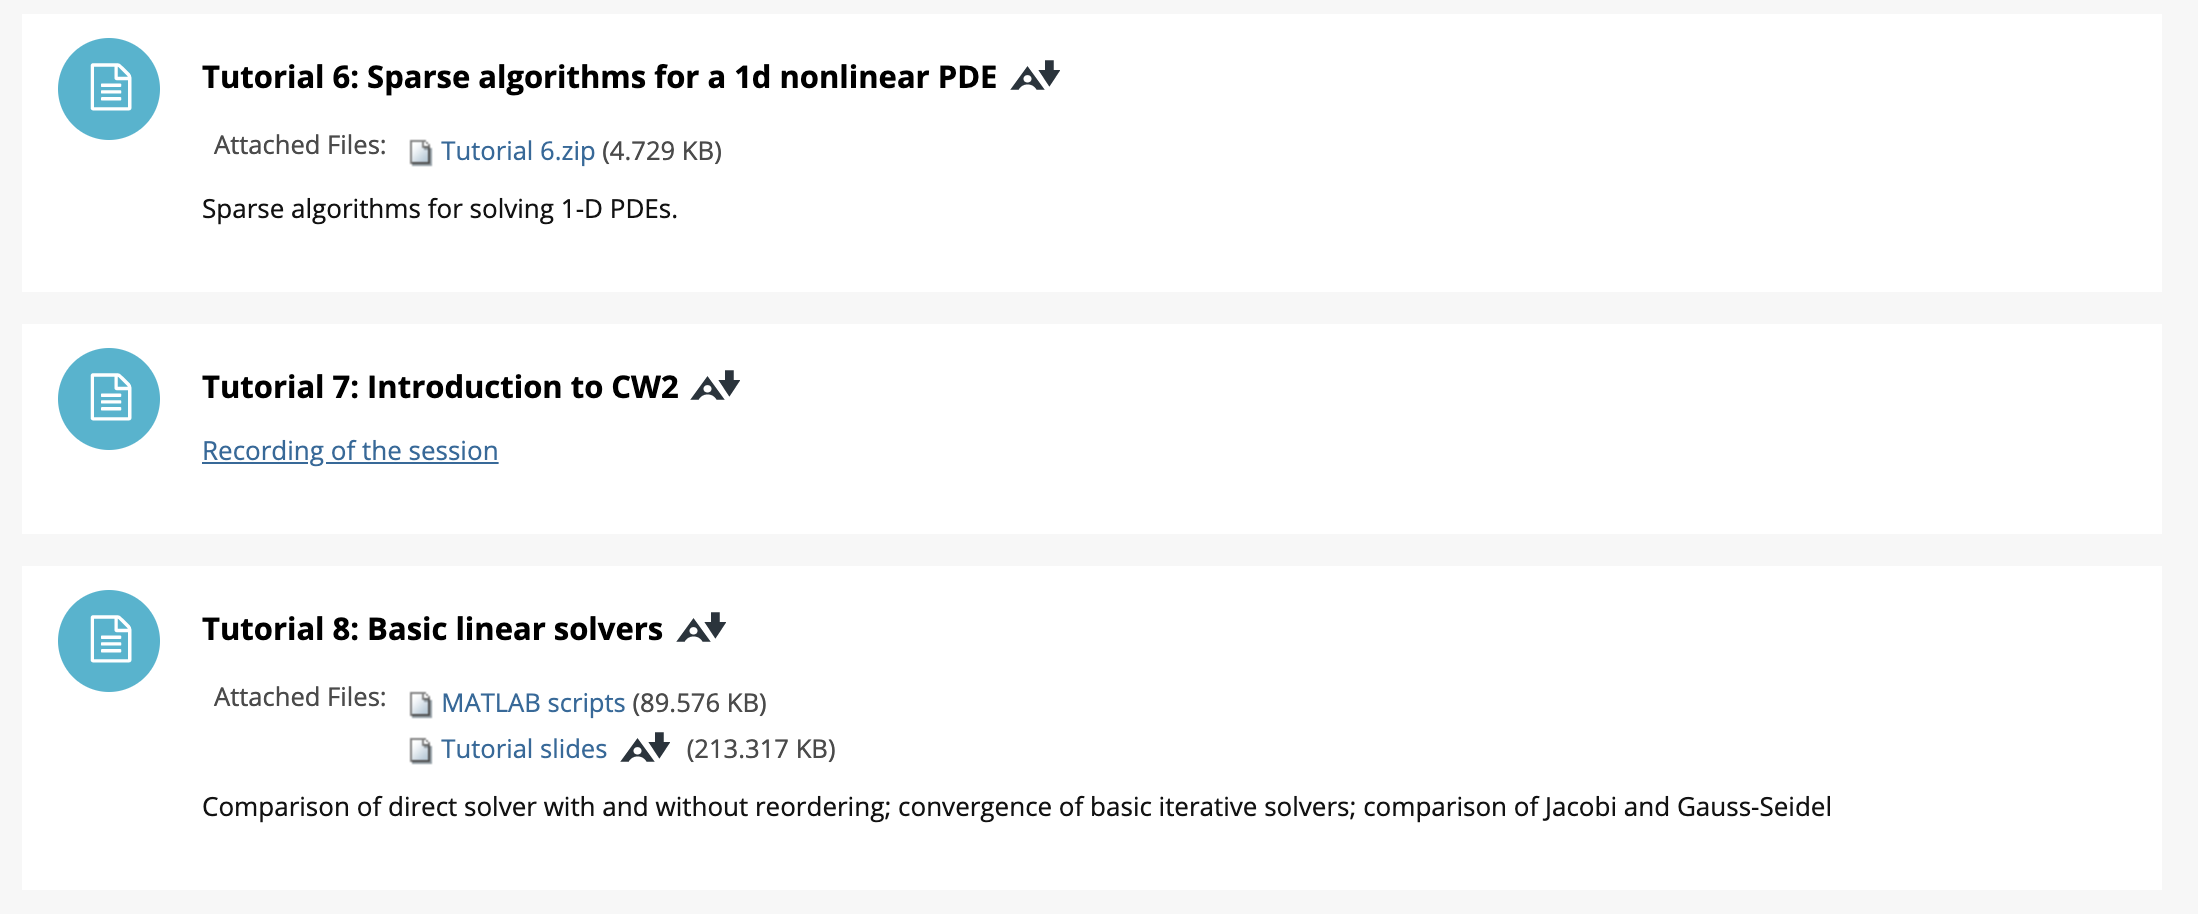 Tutorial 6: Sparse algorithms for a 1d nonlinear PDE
Attached Files: Tutorial 6.zip (4.729 KB)
Sparse algorithms for solving 1-D PDEs.
Tutorial 7: Introduction to CW2
Recording of the session
Tutorial 8: Basic linear solvers
Attached Files: MATLAB scripts (89.576 KB)
Tutorial slides (213.317 KB)
Comparison of direct solver with and without reordering; convergence of basic iterative solvers; comparison of Jacobi and Gauss-Seidel